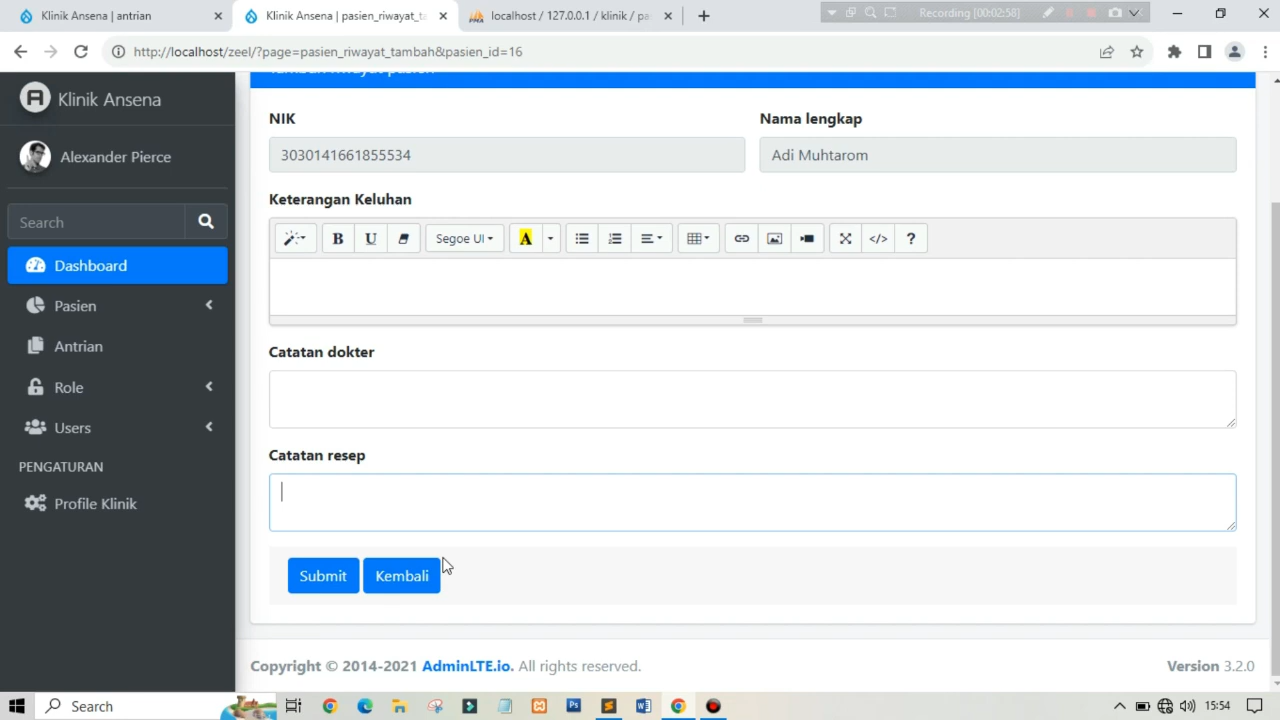 Klinik Ansena | antrian
Klinik Ansena | pasien_riwayat_ta
localhost / 127.0.0.1 / klinik / pa
Recording [00:02:58]
http://localhost/zeel/?page=pasien_riwayat_tambah&pasien_id=16
Klinik Ansena
Alexander Pierce
Search
Dashboard
Pasien
Antrian
Role
Users
PENGATURAN
Profile Klinik
Tambah riwayat pasien
NIK
Nama lengkap
3030141661855534
Adi Muhtarom
Keterangan Keluhan
B U Segoe UI A </> ?
Catatan dokter
Catatan resep
Submit Kembali
Copyright © 2014-2021 AdminLTE.io. All rights reserved.
Version 3.2.0
Search
15:54